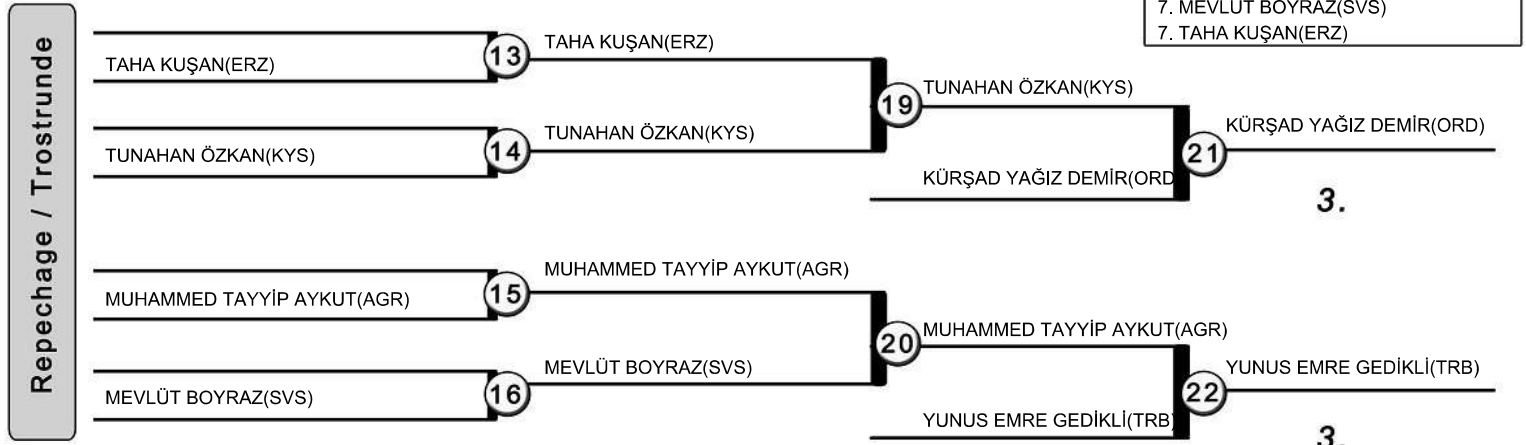 7. MEVLÜT BOYRAZ(SVS)
7. TAHA KUŞAN(ERZ)
Repechage / Trostrunde
TAHA KUŞAN(ERZ)
13
TAHA KUŞAN(ERZ)
TUNAHAN ÖZKAN(KYS)
14
TUNAHAN ÖZKAN(KYS)
19
TUNAHAN ÖZKAN(KYS)
KÜRŞAD YAĞIZ DEMİR(ORD
21
KÜRŞAD YAĞIZ DEMİR(ORD)
3.
MUHAMMED TAYYİP AYKUT(AGR)
15
MUHAMMED TAYYİP AYKUT(AGR)
MEVLÜT BOYRAZ(SVS)
16
MEVLÜT BOYRAZ(SVS)
20
MUHAMMED TAYYİP AYKUT(AGR)
YUNUS EMRE GEDİKLİ(TRB)
22
YUNUS EMRE GEDİKLİ(TRB)
3.